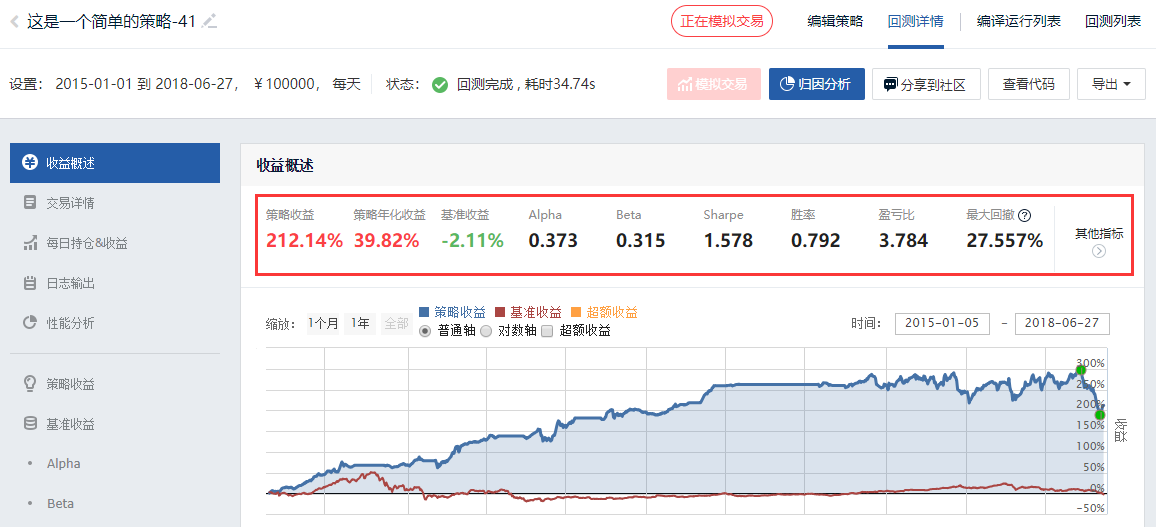 这是一个简单的策略-41
正在模拟交易 编辑策略 回测详情 编译运行列表 回测列表
设置: 2015-01-01 到 2018-06-27, ￥100000, 每天 状态: 回测完成 , 耗时34.74s
模拟交易 归因分析 分享到社区 查看代码 导出
收益概述
交易详情
每日持仓&收益
日志输出
性能分析
策略收益
基准收益
Alpha
Beta
收益概述
策略收益 策略年化收益 基准收益 Alpha Beta Sharpe 胜率 盈亏比 最大回撤 ?
212.14% 39.82% -2.11% 0.373 0.315 1.578 0.792 3.784 27.557%
其他指标
缩放: 1个月 1年 全部
策略收益 基准收益 超额收益
普通轴 对数轴 超额收益
时间: 2015-01-05 - 2018-06-27
300%
250%
200%
150%
100%
50%
0%
-50%
收益